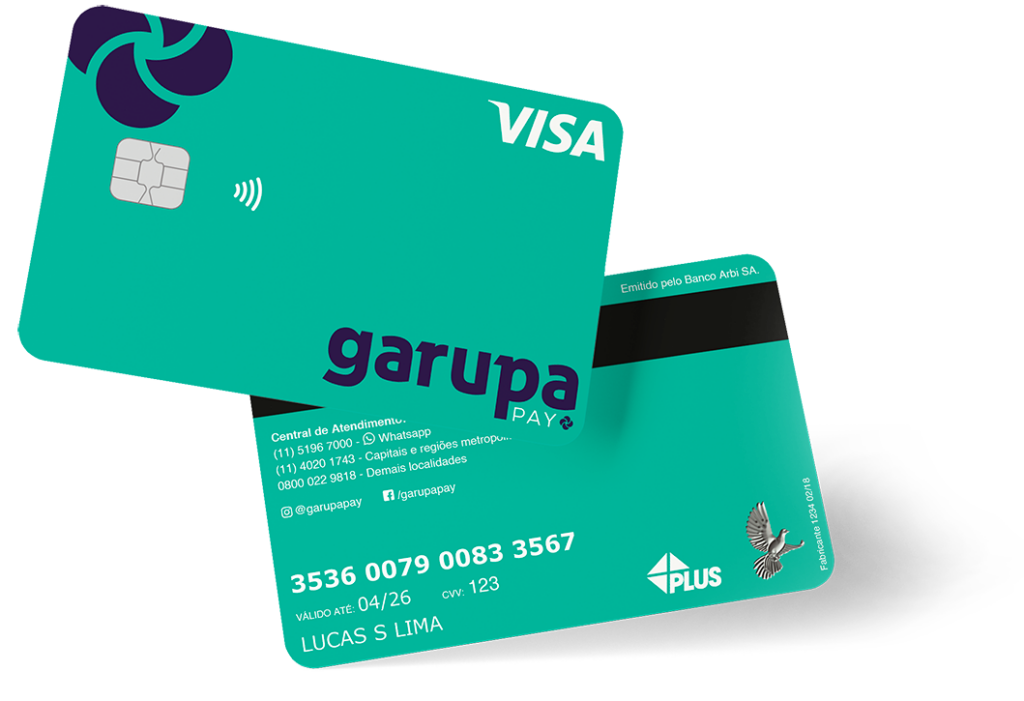 VISA
garupa
PAY
Emitido pelo Banco Arbi SA.
Central de Atendimento:
(11) 5196 7000 - Whatsapp
(11) 4020 1743 - Capitais e regiões
0800 022 9818 - Demais localidades
@garupapay /garupapay
3536 0079 0083 3567
VÁLIDO ATÉ: 04/26 CVV: 123
LUCAS S LIMA
PLUS
Fabricante 1234 02/18